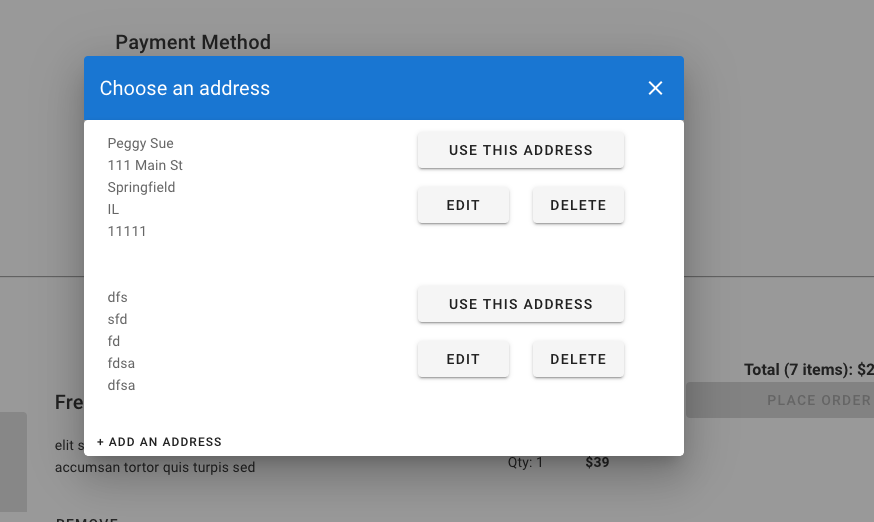 Payment Method
Choose an address
Peggy Sue
111 Main St
Springfield
IL
11111
USE THIS ADDRESS
EDIT DELETE
dfs
sfd
fd
fdsa
dfsa
USE THIS ADDRESS
EDIT DELETE
+ ADD AN ADDRESS
Total (7 items): $2
PLACE ORDER
Fre
elit s
accumsan tortor quis turpis sed
Qty: 1 $39
REMOVE